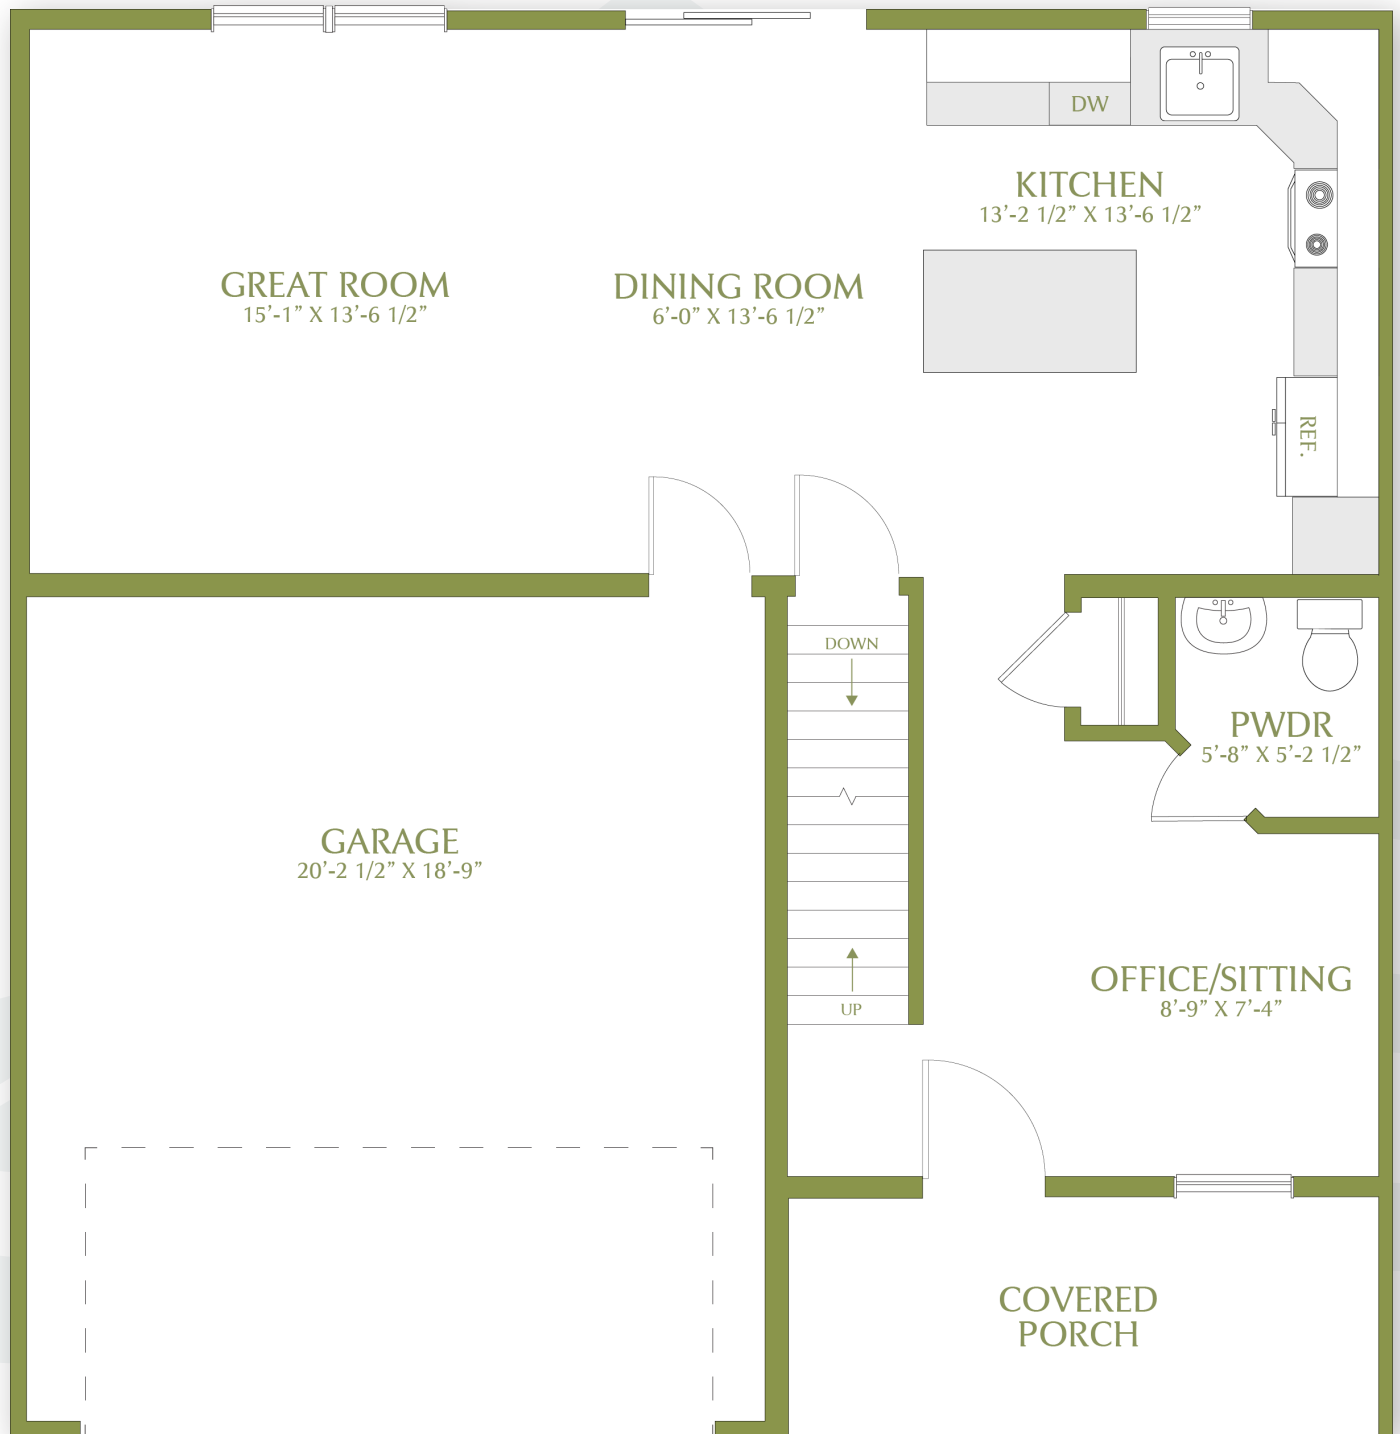 DW
KITCHEN
13’-2 1/2” X 13’-6 1/2”
GREAT ROOM
15’-1” X 13’-6 1/2”
DINING ROOM
6’-0” X 13’-6 1/2”
REF.
DOWN
PWDR
5’-8” X 5’-2 1/2”
GARAGE
20’-2 1/2” X 18’-9”
OFFICE/SITTING
8’-9” X 7’-4”
UP
COVERED
PORCH